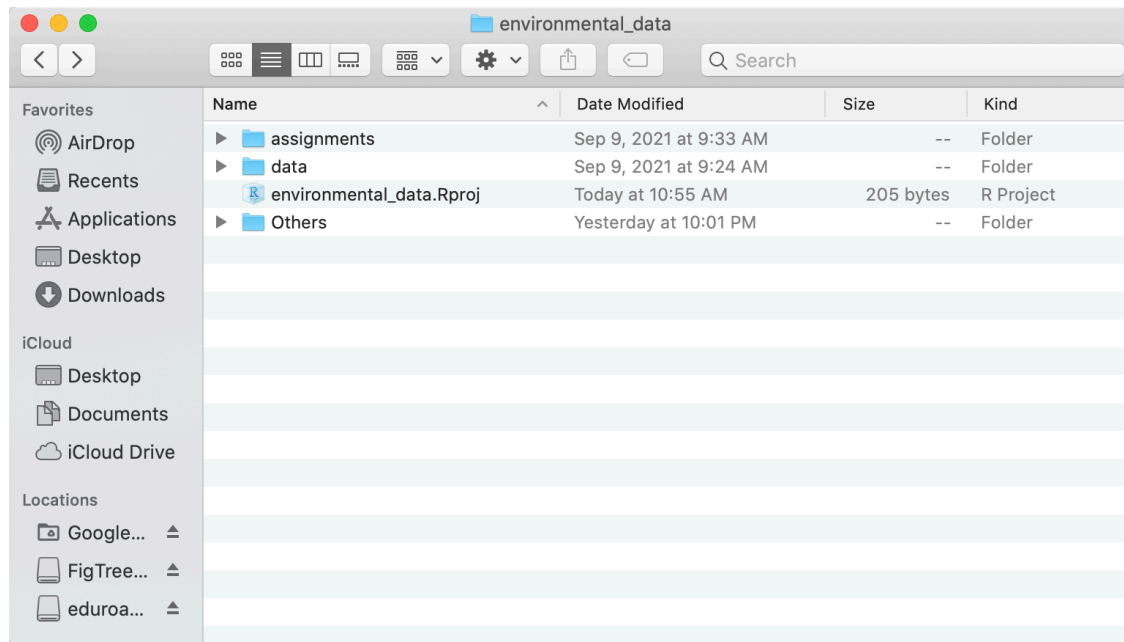 environmental_data
Search
Favorites
AirDrop
Recents
Applications
Desktop
Downloads
iCloud
Desktop
Documents
iCloud Drive
Locations
Google...
FigTree...
eduroa...
Name Date Modified Size Kind
assignments Sep 9, 2021 at 9:33 AM -- Folder
data Sep 9, 2021 at 9:24 AM -- Folder
R environmental_data.Rproj Today at 10:55 AM 205 bytes R Project
Others Yesterday at 10:01 PM -- Folder